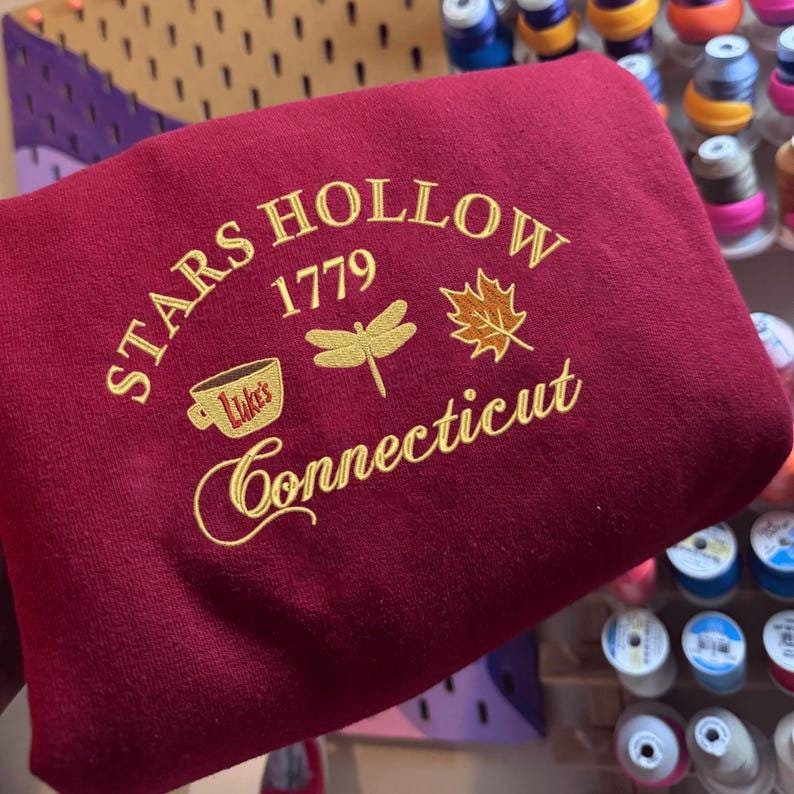 STARS HOLLOW
1779
LUKE'S
Connecticut